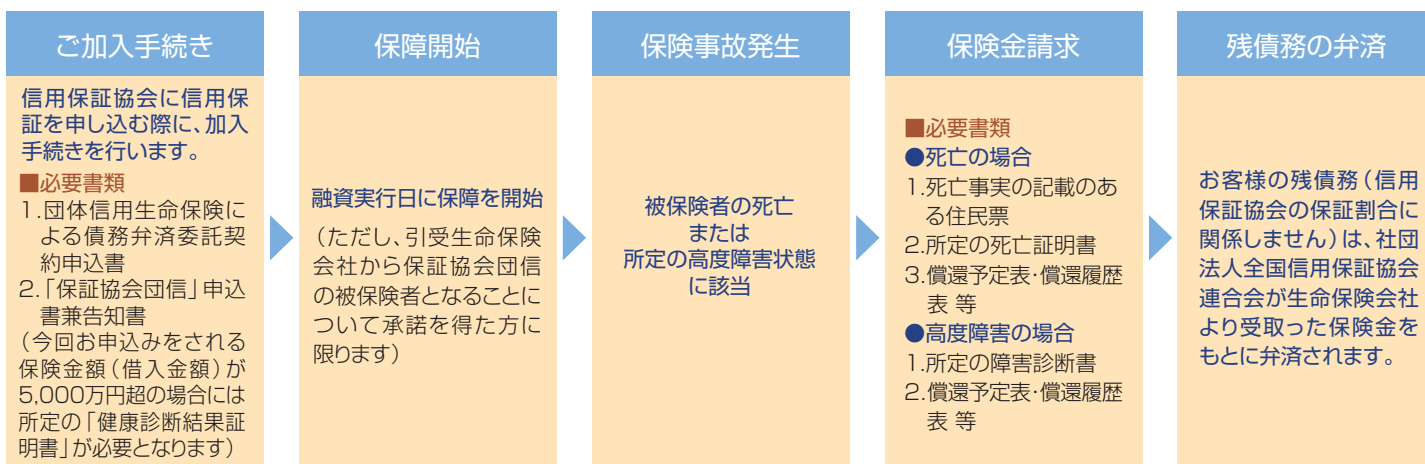 ご加入手続き
信用保証協会に信用保
証を申し込む際に、加入
手続きを行います。
■必要書類
1.団体信用生命保険に
よる債務弁済委託契
約申込書
2.「保証協会団信」申込
書兼告知書
(今回お申込みをされる
保険金額(借入金額)が
5,000万円超の場合には
所定の「健康診断結果証
明書」が必要となります)
保障開始
融資実行日に保障を開始
(ただし、引受生命保険
会社から保証協会団信
の被保険者となることに
ついて承諾を得た方に
限ります)
保険事故発生
被保険者の死亡
または
所定の高度障害状態
に該当
保険金請求
■必要書類
●死亡の場合
1.死亡事実の記載のあ
る住民票
2.所定の死亡証明書
3.償還予定表・償還履歴
表 等
●高度障害の場合
1.所定の障害診断書
2.償還予定表・償還履歴
表 等
残債務の弁済
お客様の残債務(信用
保証協会の保証割合に
関係しません)は、社団
法人全国信用保証協会
連合会が生命保険会社
より受取った保険金を
もとに弁済されます。